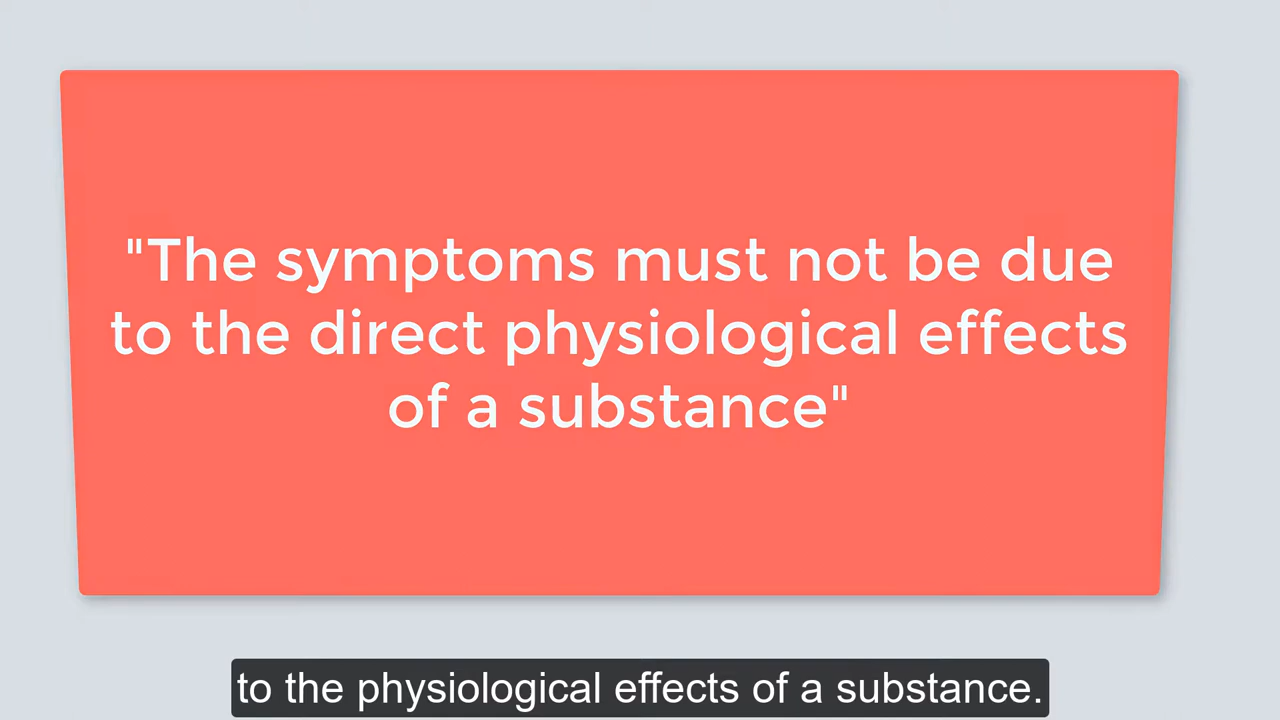 "The symptoms must not be due
to the direct physiological effects
of a substance"
to the physiological effects of a substance.